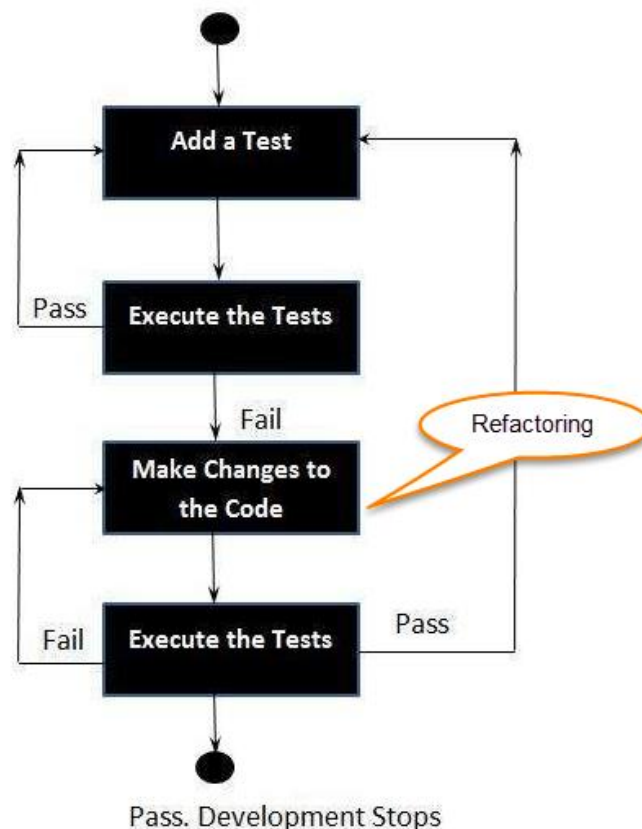 Add a Test
Pass
Execute the Tests
Fail
Refactoring
Make Changes to
the Code
Fail
Execute the Tests
Pass
Pass. Development Stops